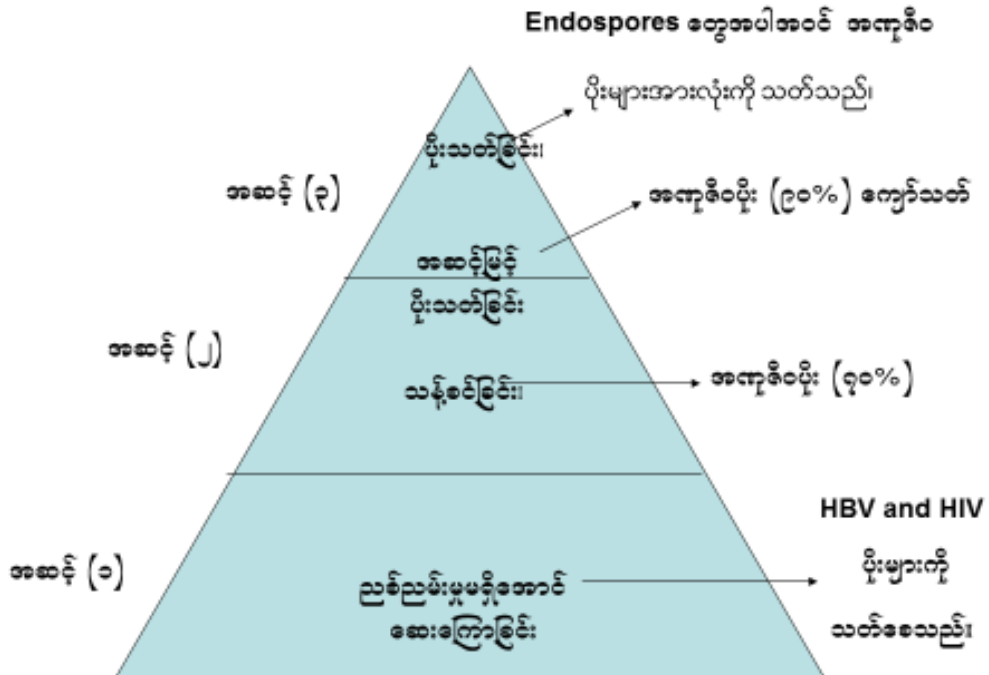 Endospores တွေအပါအဝင် အဏုဇီဝ
ပိုးများအားလုံးကို သတ်သည်၊
ပိုးသတ်ခြင်း၊
အဆင့် (၃)
အဏုဇီဝပိုး (၉၀%) ကျော်သတ်
အဆင့်မြင့်
ပိုးသတ်ခြင်း
အဆင့် (၂)
သန့်စင်ခြင်း၊
အဏုဇီဝပိုး (၇၀%)
HBV and HIV
ပိုးများကို
သတ်စေသည်။
အဆင့် (၁)
ညစ်ညမ်းမှုမရှိအောင်
ဆေးကြောခြင်း